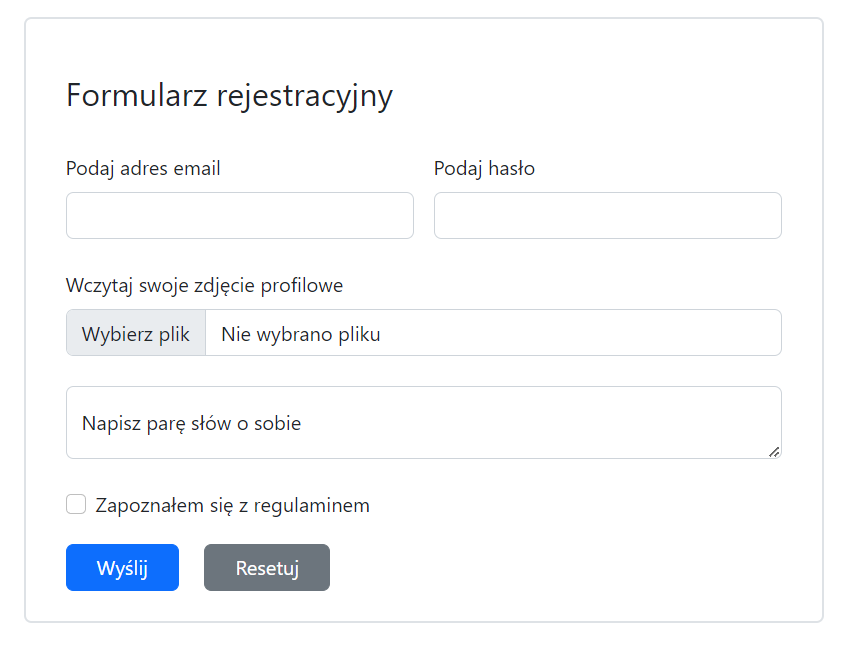 Formularz rejestracyjny
Podaj adres email Podaj hasło
Wczytaj swoje zdjęcie profilowe
Wybierz plik Nie wybrano pliku
Napisz parę słów o sobie
Zapoznałem się z regulaminem
Wyślij Resetuj